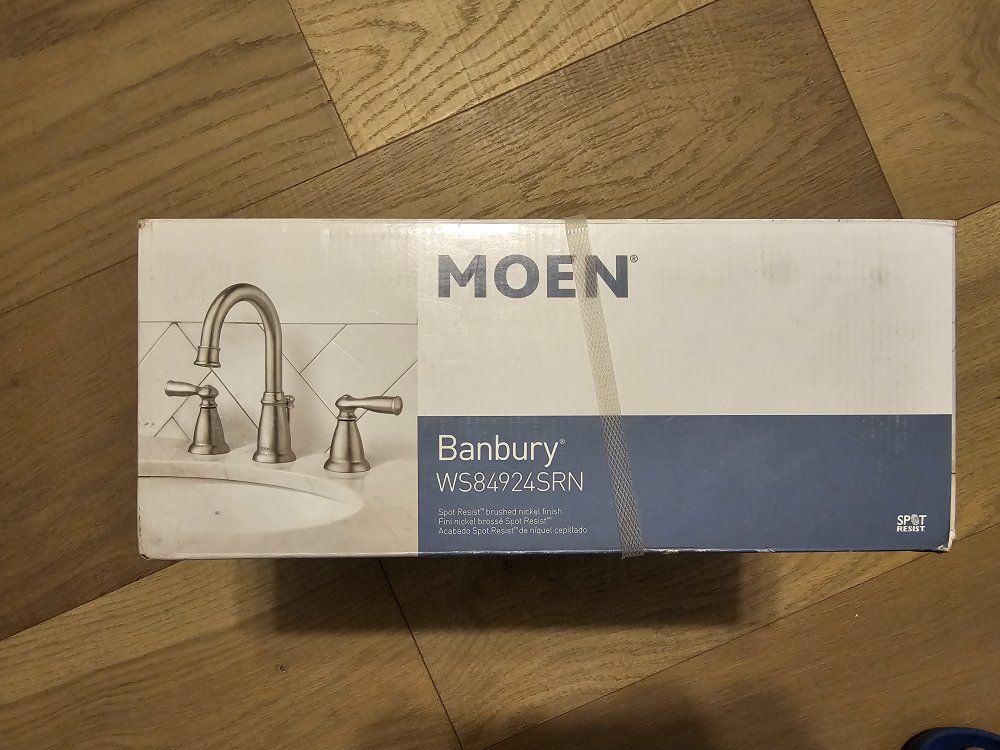 MOEN®
Banbury®
WS84924SRN
Spot Resist™ brushed nickel finish
Fini nickel brossé Spot Resist™
Acabado Spot Resist™ de níquel cepillado
SPOT
RESIST™